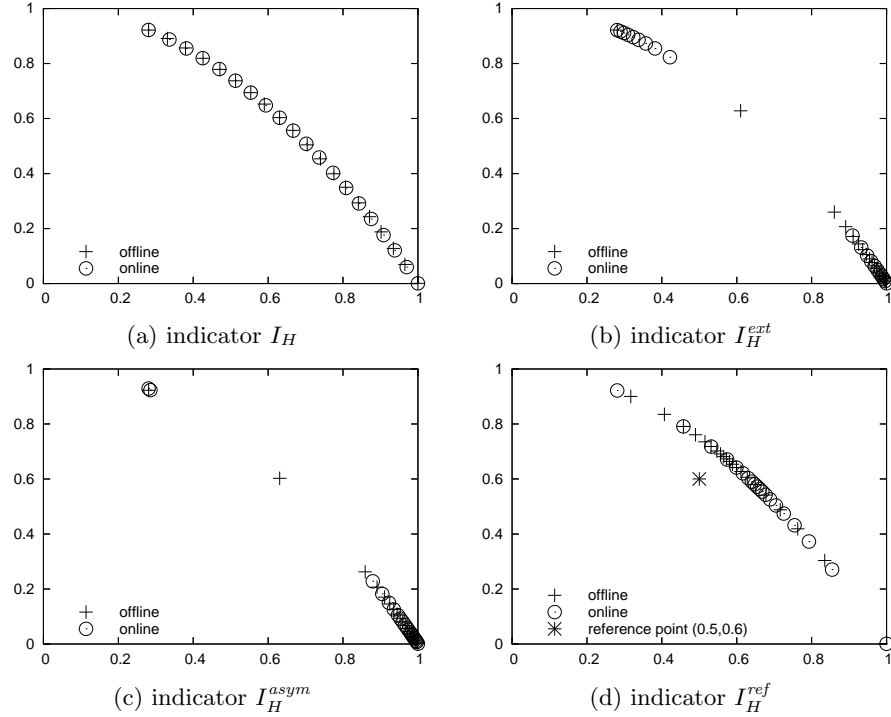 1
0.8
0.6
0.4
0.2
0
0 0.2 0.4 0.6 0.8 1
offline
online
(a) indicator I_H
1
0.8
0.6
0.4
0.2
0
0 0.2 0.4 0.6 0.8 1
offline
online
(b) indicator I_H^{ext}
1
0.8
0.6
0.4
0.2
0
0 0.2 0.4 0.6 0.8 1
offline
online
(c) indicator I_H^{asym}
1
0.8
0.6
0.4
0.2
0
0 0.2 0.4 0.6 0.8 1
offline
online
reference point (0.5,0.6)
(d) indicator I_H^{ref}